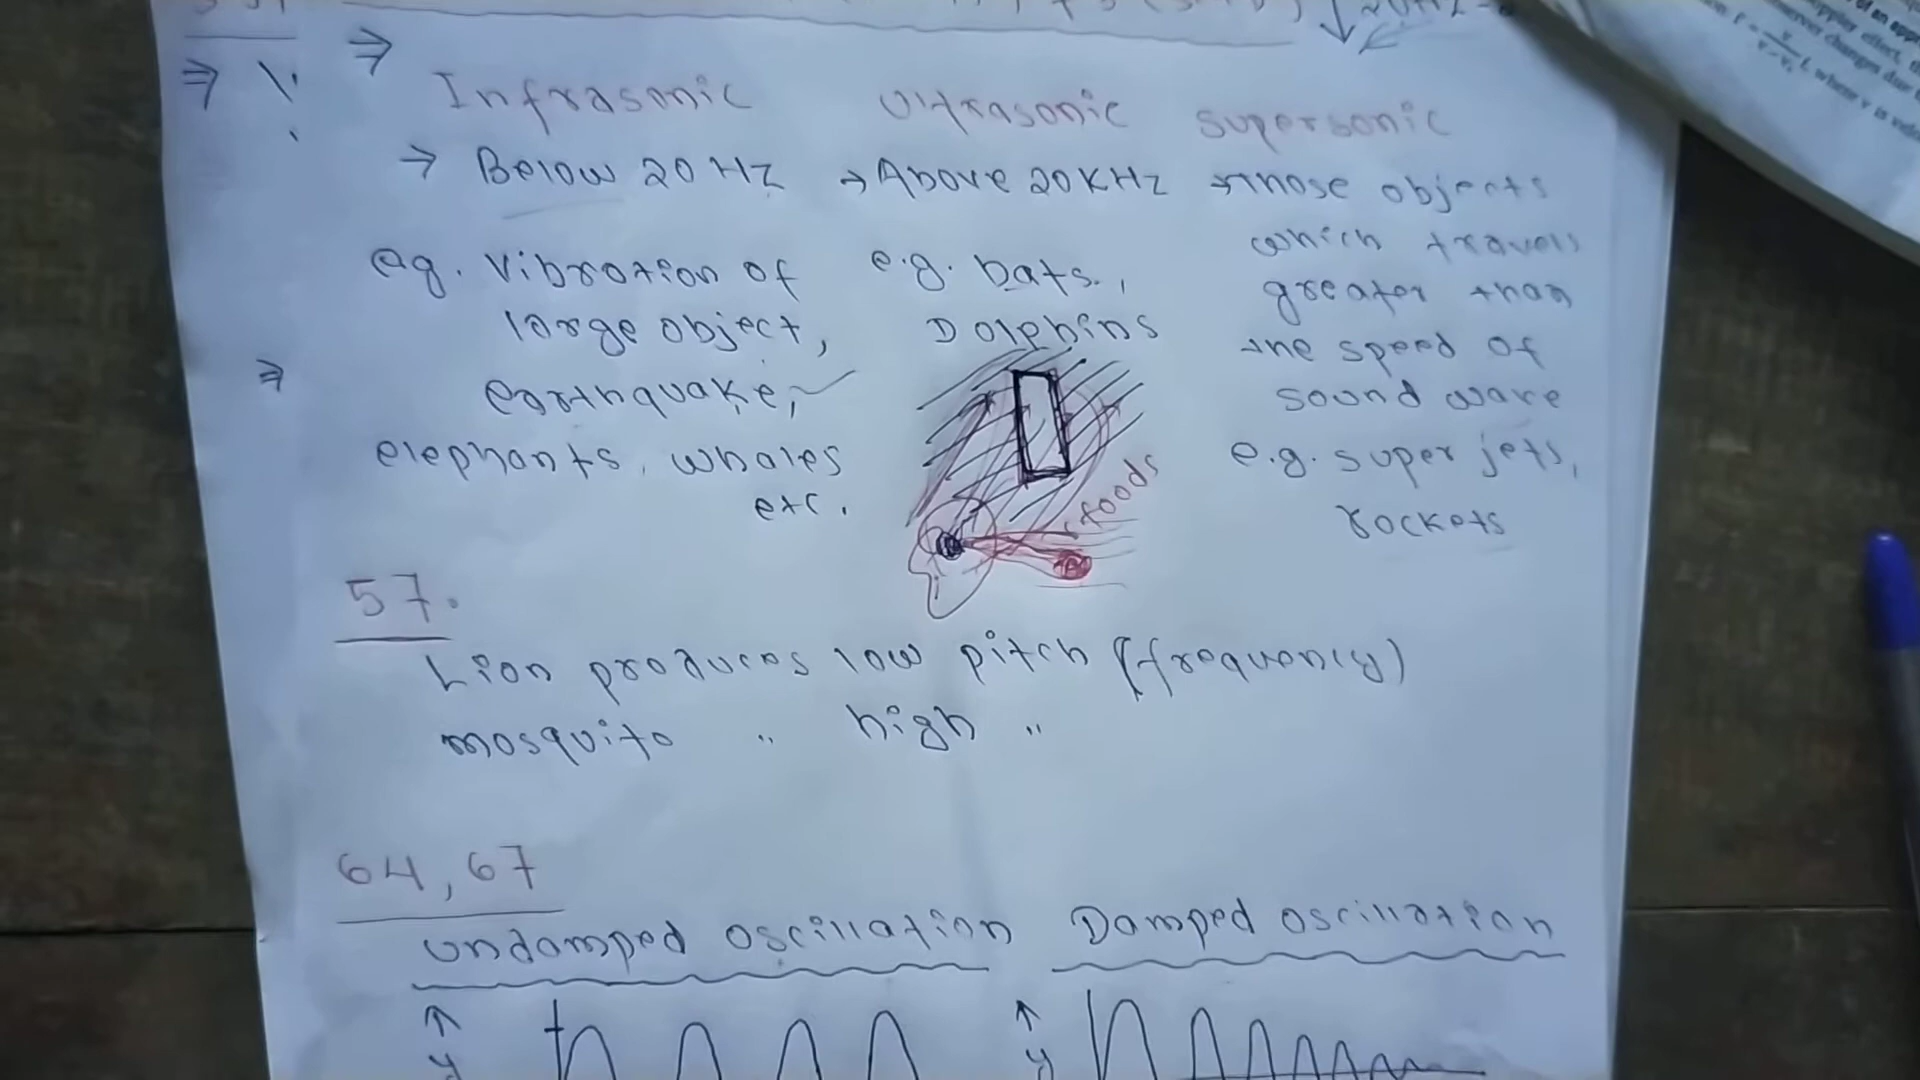 ⇒ Infrasonic Ultrasonic supersonic
→ Below 20 Hz → Above 20 KHz → those objects
which travels
eg. Vibration of e.g. bats., greater than
large object, Dolphins the speed of
⇒ earthquake, sound wave
elephants, whales foods e.g. super jets,
etc. rockets
57.
Lion produces low pitch (frequency)
mosquito " high "
64, 67
undamped oscillation Damped oscillation
y y